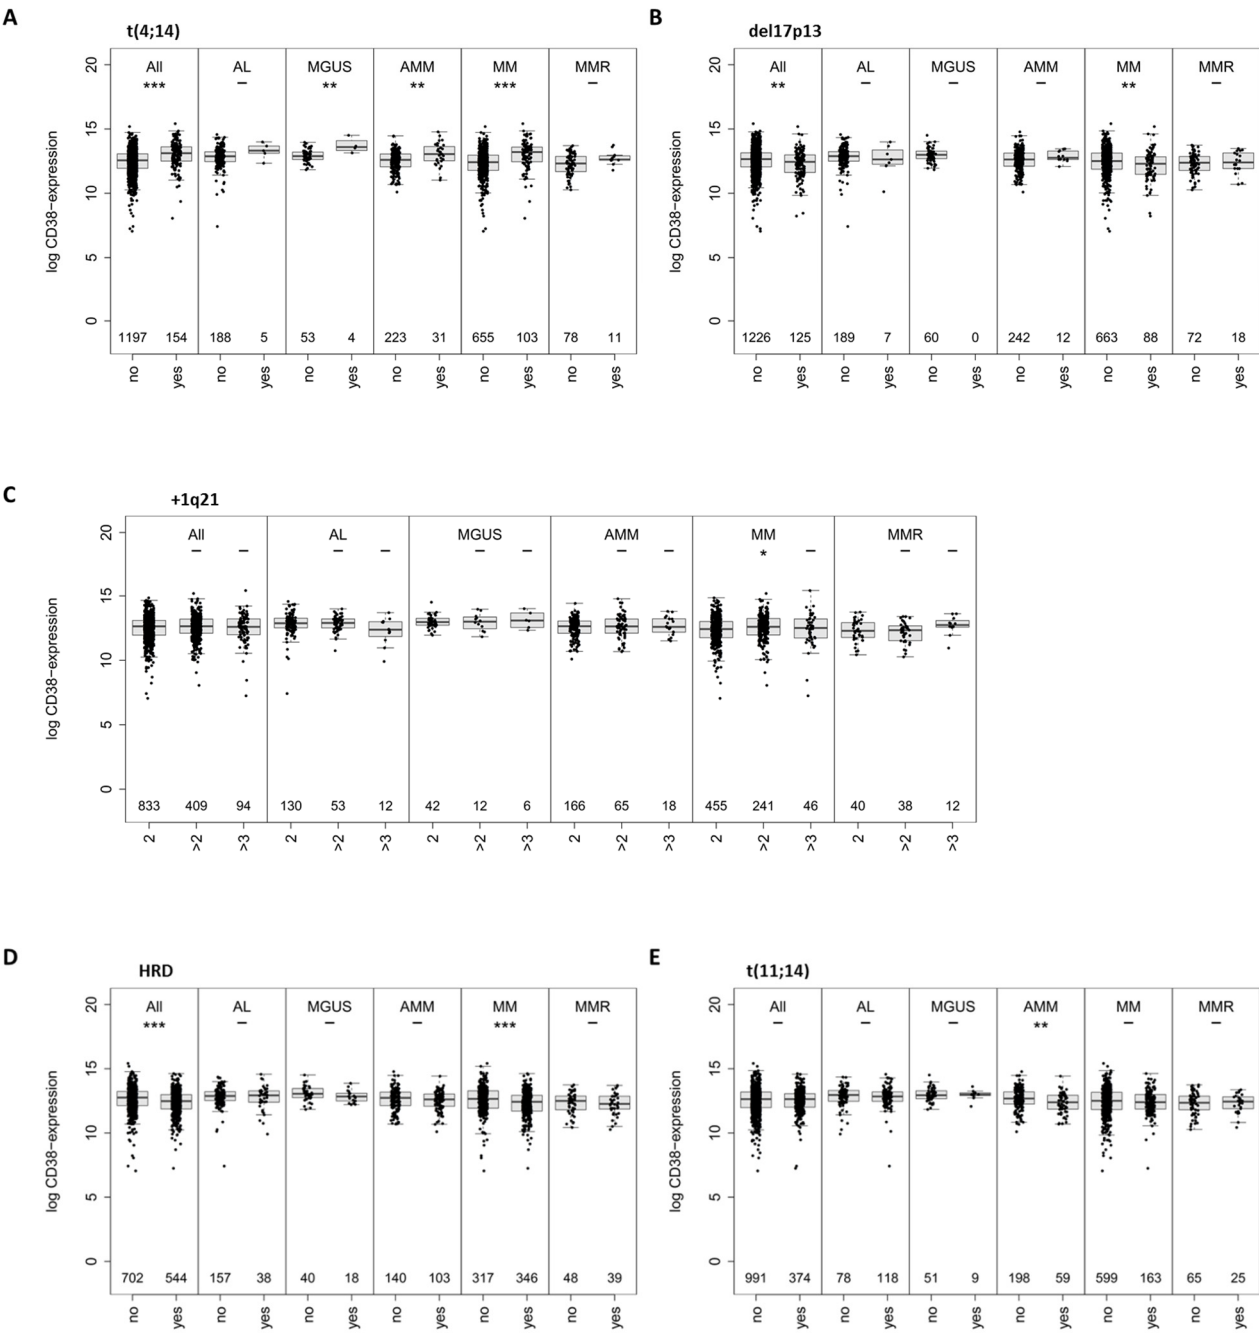 A
t(4;14)
All AL MGUS AMM MM MMR
*** – ** ** *** –
log CD38−expression
20
15
10
5
0
1197 154 188 5 53 4 223 31 655 103 78 11
no yes no yes no yes no yes no yes no yes
B
del17p13
All AL MGUS AMM MM MMR
** – – – ** –
log CD38−expression
20
15
10
5
0
1226 125 189 7 60 0 242 12 663 88 72 18
no yes no yes no yes no yes no yes no yes
C
+1q21
All AL MGUS AMM MM MMR
– – – – – – – – * – – –
log CD38−expression
20
15
10
5
0
833 409 94 130 53 12 42 12 6 166 65 18 455 241 46 40 38 12
2 >2 >3 2 >2 >3 2 >2 >3 2 >2 >3 2 >2 >3 2 >2 >3
D
HRD
All AL MGUS AMM MM MMR
*** – – – *** –
log CD38−expression
20
15
10
5
0
702 544 157 38 40 18 140 103 317 346 48 39
no yes no yes no yes no yes no yes no yes
E
t(11;14)
All AL MGUS AMM MM MMR
– – – ** – –
log CD38−expression
20
15
10
5
0
991 374 78 118 51 9 198 59 599 163 65 25
no yes no yes no yes no yes no yes no yes